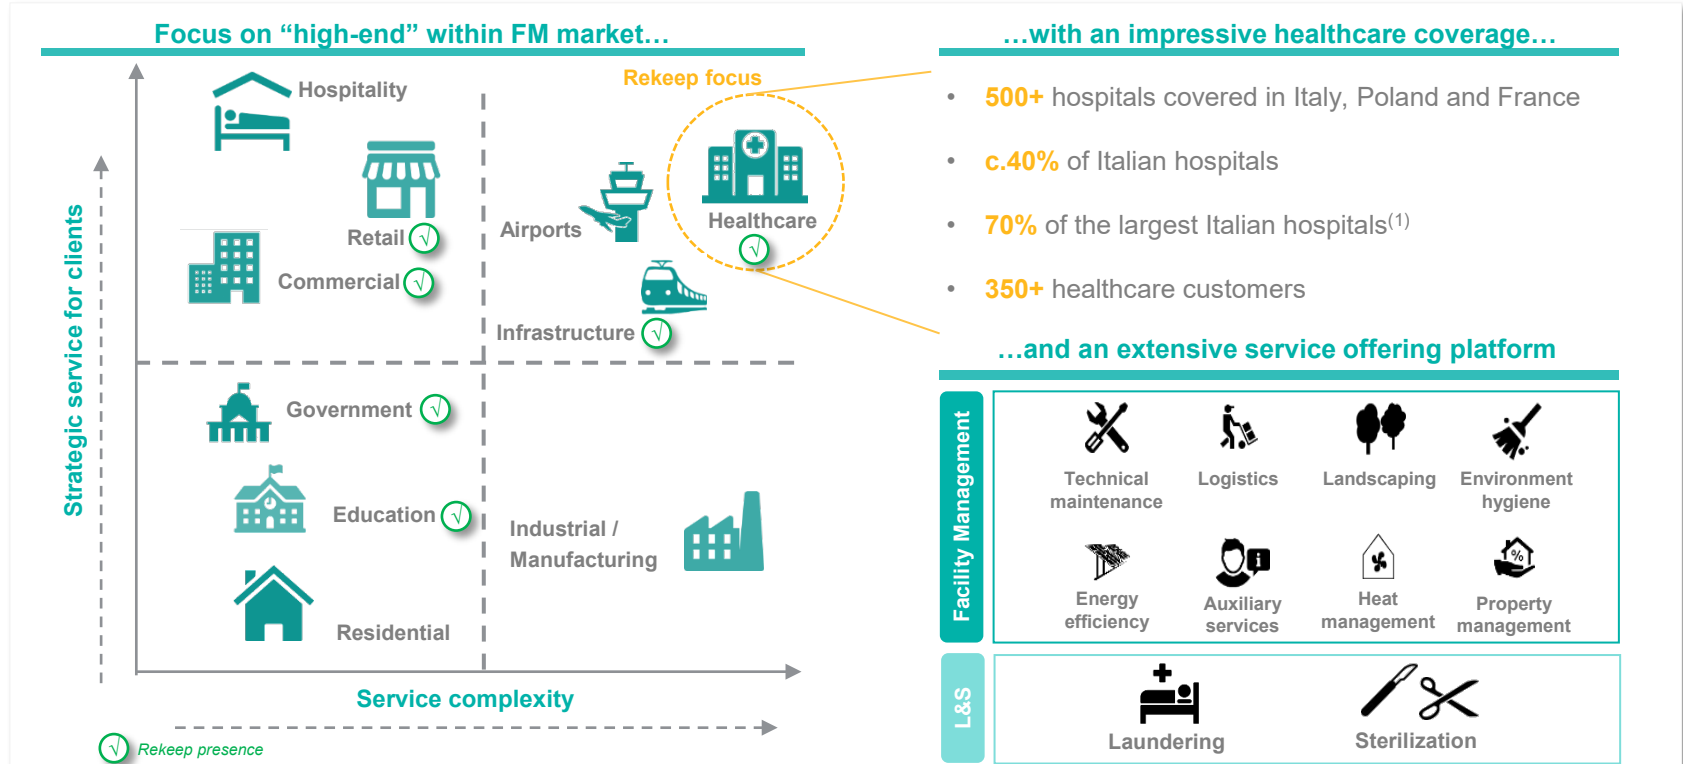 Focus on “high-end” within FM market…
Rekeep focus
Hospitality
Retail √
Commercial √
Airports
Healthcare
√
Infrastructure √
Government √
Education √
Residential
Industrial /
Manufacturing
Strategic service for clients
Service complexity
√ Rekeep presence
…with an impressive healthcare coverage…
• 500+ hospitals covered in Italy, Poland and France
• c.40% of Italian hospitals
• 70% of the largest Italian hospitals(1)
• 350+ healthcare customers
…and an extensive service offering platform
Facility Management
Technical
maintenance
Logistics
Landscaping
Environment
hygiene
Energy
efficiency
Auxiliary
services
Heat
management
%
Property
management
L&S
Laundering
Sterilization